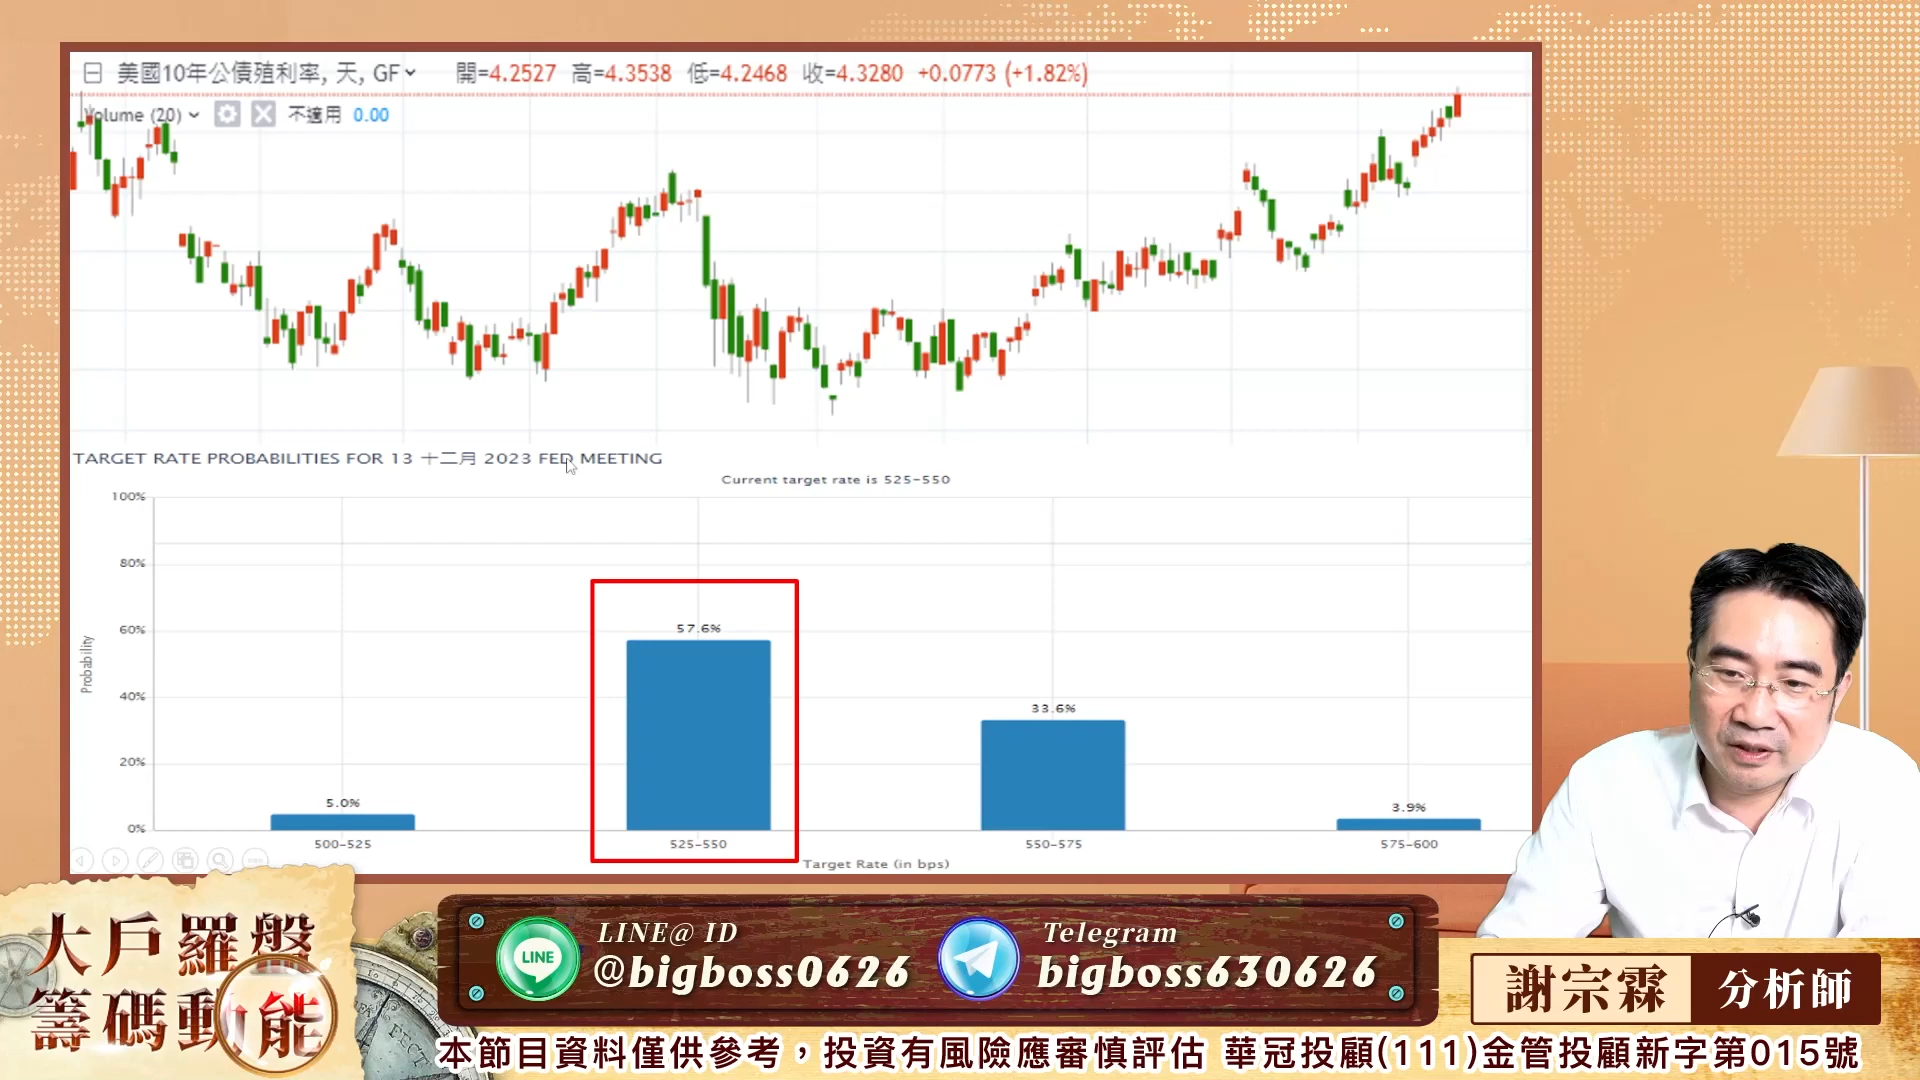 美國10年公債殖利率, 天, GF 開=4.2527 高=4.3538 低=4.2468 收=4.3280 +0.0773 (+1.82%)
Volume (20) 不適用 0.00
TARGET RATE PROBABILITIES FOR 13 十二月 2023 FED MEETING
Current target rate is 525-550
100%
80%
60%
40%
20%
0%
Probability
5.0%
57.6%
33.6%
3.9%
500-525
525-550
550-575
575-600
Target Rate (in bps)
大戶羅盤
籌碼動能
LINE
LINE@ ID
@bigboss0626
Telegram
bigboss630626
謝宗霖 分析師
本節目資料僅供參考，投資有風險應審慎評估 華冠投顧(111)金管投顧新字第015號